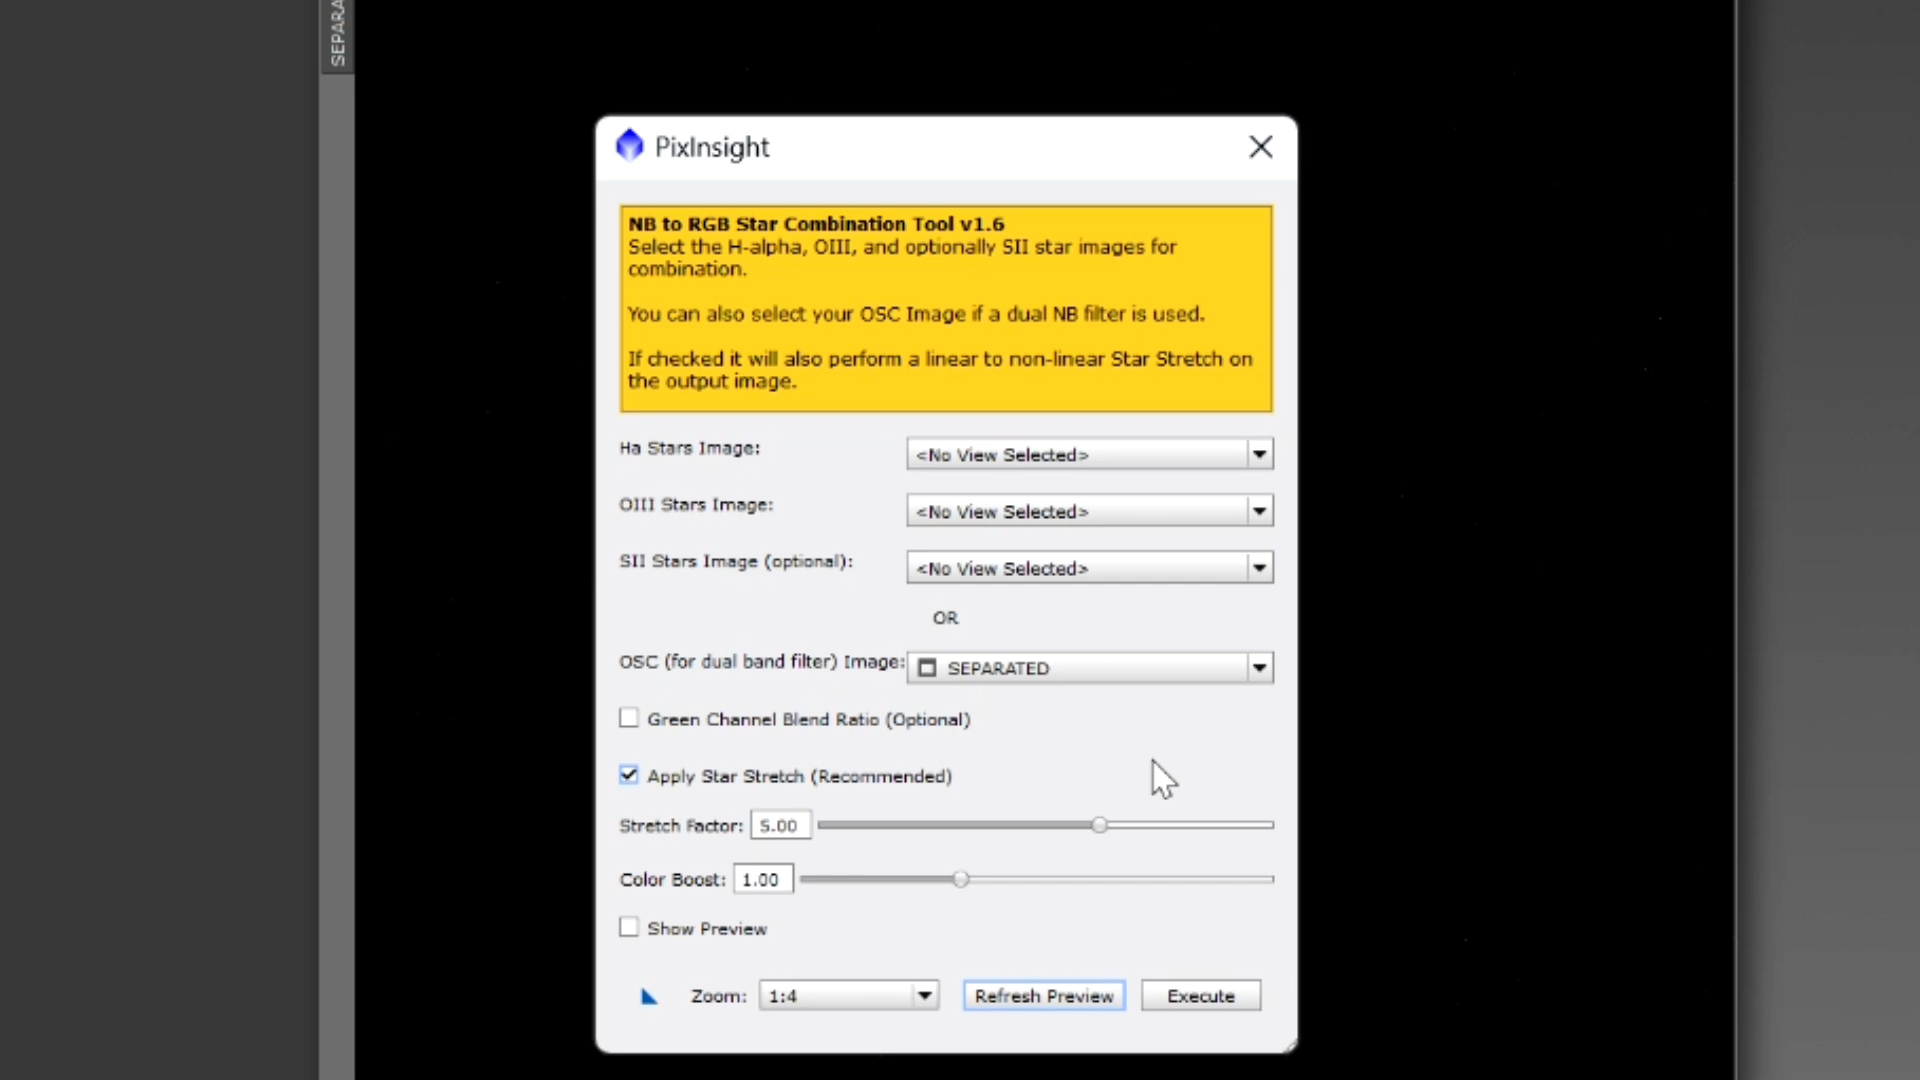 SEPARA
PixInsight
NB to RGB Star Combination Tool v1.6
Select the H-alpha, OIII, and optionally SII star images for
combination.
You can also select your OSC Image if a dual NB filter is used.
If checked it will also perform a linear to non-linear Star Stretch on
the output image.
Ha Stars Image: <No View Selected>
OIII Stars Image: <No View Selected>
SII Stars Image (optional): <No View Selected>
OR
OSC (for dual band filter) Image: SEPARATED
Green Channel Blend Ratio (Optional)
Apply Star Stretch (Recommended)
Stretch Factor: 5.00
Color Boost: 1.00
Show Preview
Zoom: 1:4 Refresh Preview Execute